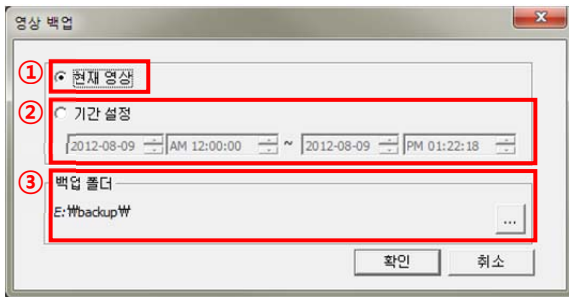 영상 백업
① 현재 영상
② 기간 설정
2012-08-09 AM 12:00:00 ~ 2012-08-09 PM 01:22:18
③ 백업 폴더
E:₩backup₩
...
확인 취소